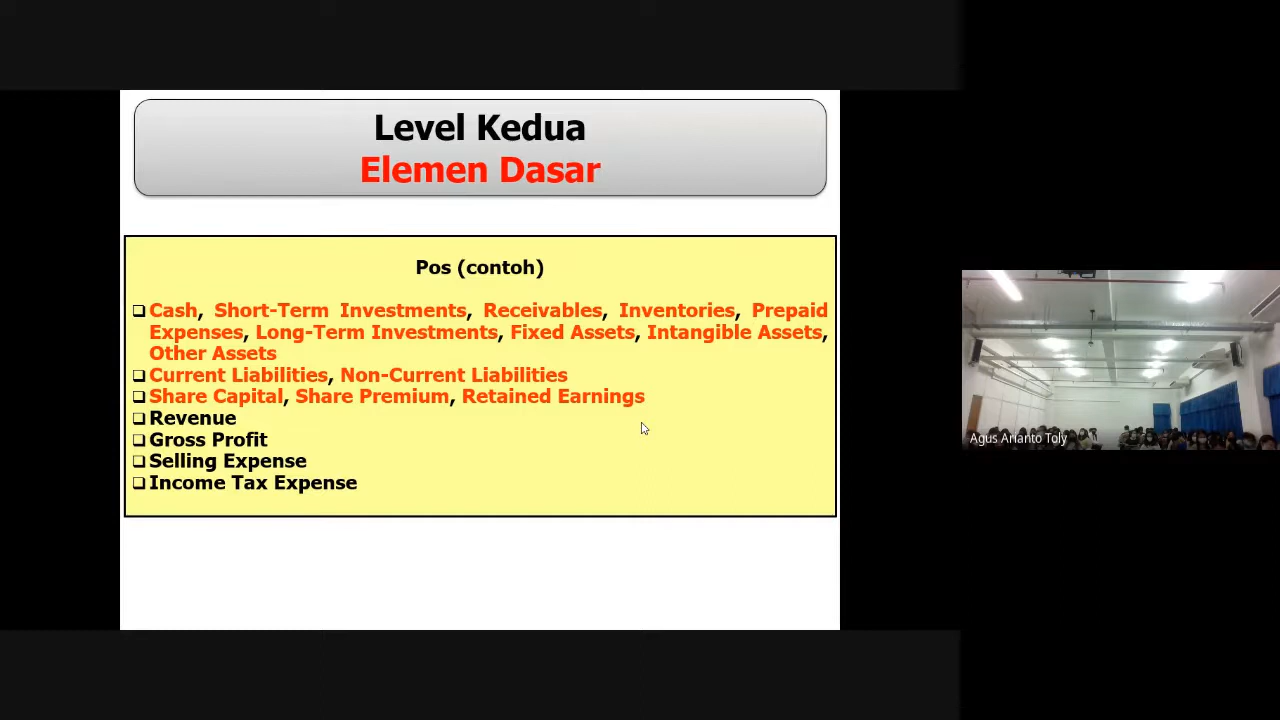 Level Kedua
Elemen Dasar
Pos (contoh)
❑ Cash, Short-Term Investments, Receivables, Inventories, Prepaid
Expenses, Long-Term Investments, Fixed Assets, Intangible Assets,
Other Assets
❑ Current Liabilities, Non-Current Liabilities
❑ Share Capital, Share Premium, Retained Earnings
❑ Revenue
❑ Gross Profit
❑ Selling Expense
❑ Income Tax Expense
Agus Arianto Toly